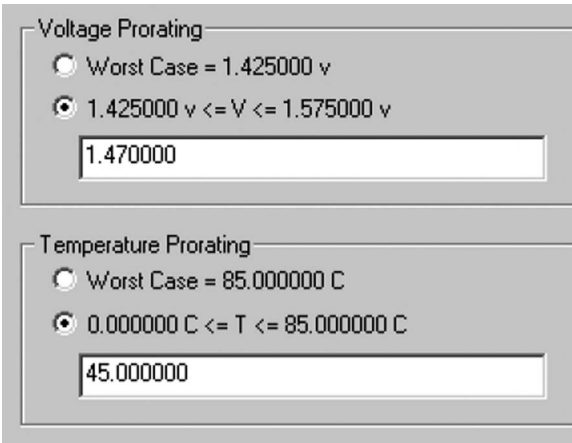 Voltage Prorating
Worst Case = 1.425000 v
1.425000 v <= V <= 1.575000 v
1.470000
Temperature Prorating
Worst Case = 85.000000 C
0.000000 C <= T <= 85.000000 C
45.000000